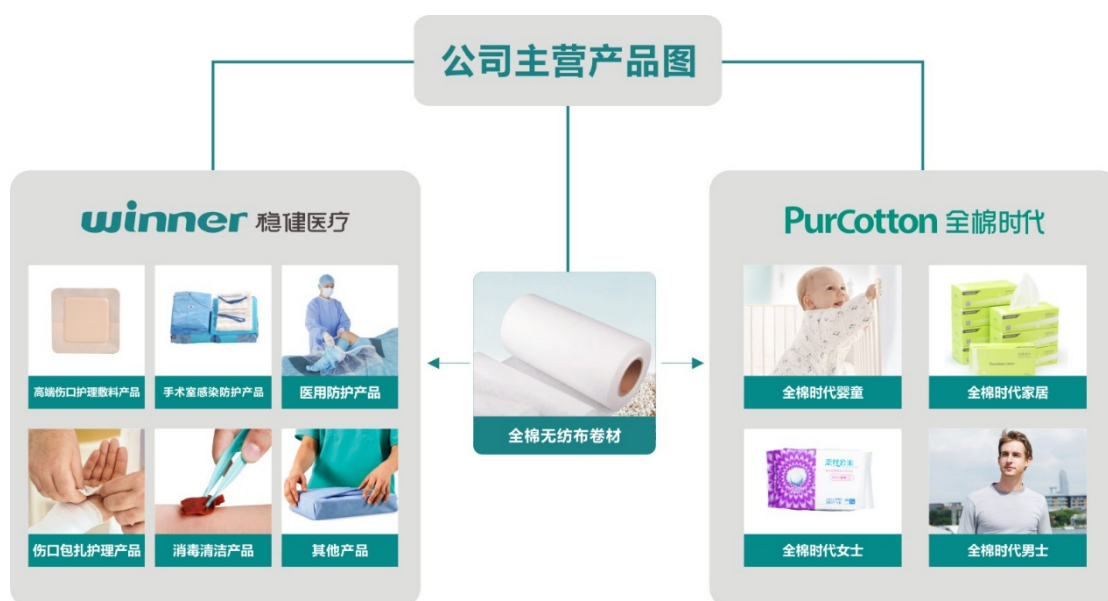 公司主营产品图
winner 稳健医疗
高端伤口护理敷料产品
手术室感染防护产品
医用防护产品
伤口包扎护理产品
消毒清洁产品
其他产品
全棉无纺布卷材
PurCotton 全棉时代
全棉时代婴童
全棉时代家居
全棉时代女士
全棉时代男士